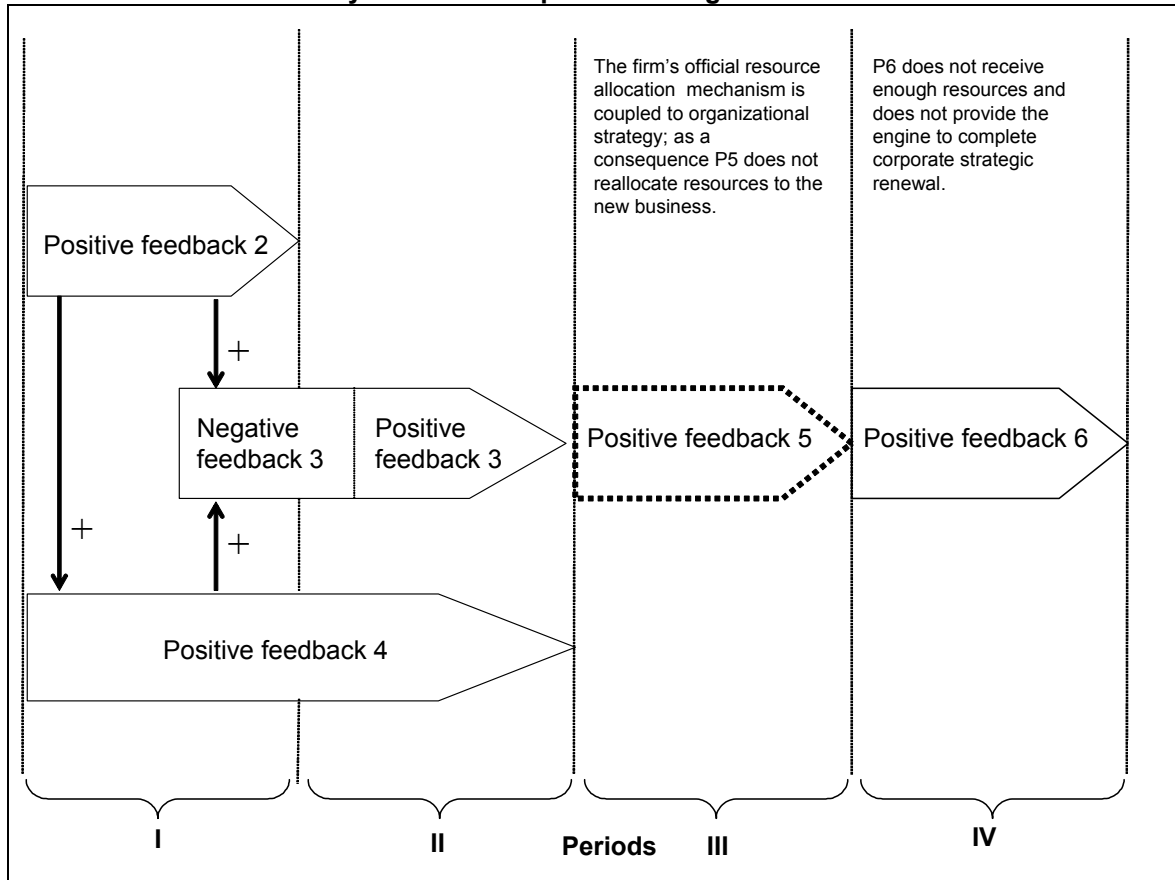 The firm's official resource
allocation mechanism is
coupled to organizational
strategy; as a
consequence P5 does not
reallocate resources to the
new business.
P6 does not receive
enough resources and
does not provide the
engine to complete
corporate strategic
renewal.
Positive feedback 2
+
Negative
feedback 3
Positive
feedback 3
Positive feedback 5
Positive feedback 6
+
+
Positive feedback 4
I
II
Periods
III
IV